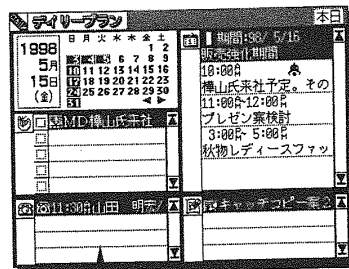 デイリープラン
本日
1998
5月
15日
(金)
日 月 火 水 木 金 土
1 2
3 4 5 6 7 8 9
10 11 12 13 14 15 16
17 18 19 20 21 22 23
24 25 26 27 28 29 30
31
期間:98/ 5/16
販売強化期間
10:00
樺山氏来社予定。その
11:00~12:00
プレゼン案検討
3:00~ 5:00
秋物レディースファッ
MD樺山氏来社
11:30 山田 明宏/
キャッチコピー案2